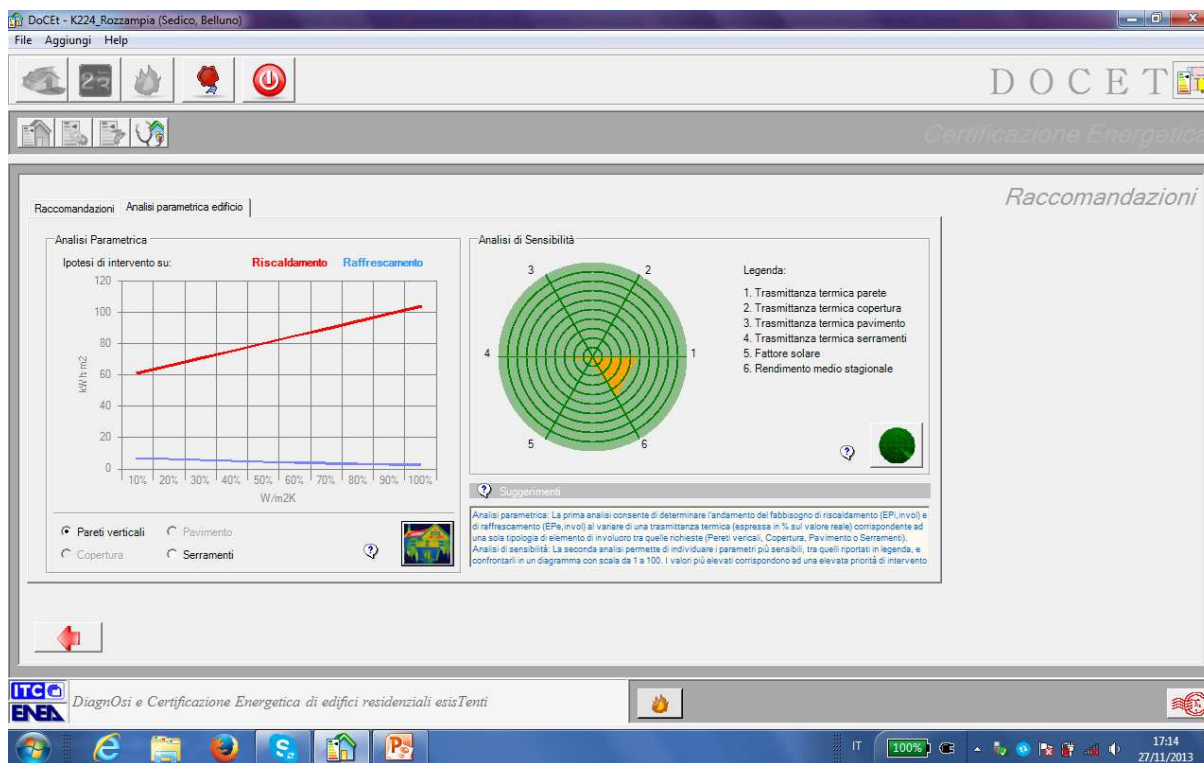 DoCEt - K224_Rozzampia (Sedico, Belluno)
File Aggiungi Help
DOCET
Certificazione Energetica
Raccomandazioni
Raccomandazioni Analisi parametrica edificio
Analisi Parametrica
Ipotesi di intervento su: Riscaldamento Raffrescamento
120
100
80
60
40
20
0
kWh m2
10% 20% 30% 40% 50% 60% 70% 80% 90% 100%
W/m2K
Pareti verticali Pavimento
Copertura Serramenti
Analisi di Sensibilità
3 2
4 1
5 6
Legenda:
1. Trasmittanza termica parete
2. Trasmittanza termica copertura
3. Trasmittanza termica pavimento
4. Trasmittanza termica serramenti
5. Fattore solare
6. Rendimento medio stagionale
Suggerimenti
Analisi parametrica: La prima analisi consente di determinare l'andamento del fabbisogno di riscaldamento (EPi,invol) e
di raffrescamento (EPe,invol) al variare di una trasmittanza termica (espressa in % sul valore reale) corrispondente ad
una sola tipologia di elemento di involucro tra quelle richieste (Pareti vericali, Copertura, Pavimento o Serramenti).
Analisi di sensibilità: La seconda analisi permette di individuare i parametri più sensibili, tra quelli riportati in legenda, e
confrontarli in un diagramma con scala da 1 a 100. I valori più elevati corrispondono ad una elevata priorità di intervento
ITC
ENEA
DiagnOsi e Certificazione Energetica di edifici residenziali esisTenti
IT 100% 17:14
27/11/2013